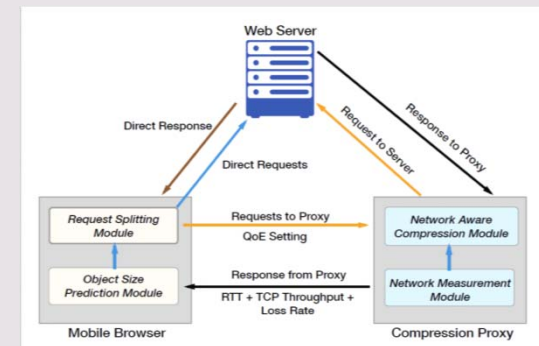 Web Server
Direct Response
Direct Requests
Request to Server
Response to Proxy
Request Splitting
Module
Object Size
Prediction Module
Requests to Proxy
QoE Setting
Response from Proxy
RTT + TCP Throughput +
Loss Rate
Network Aware
Compression Module
Network Measurement
Module
Mobile Browser
Compression Proxy